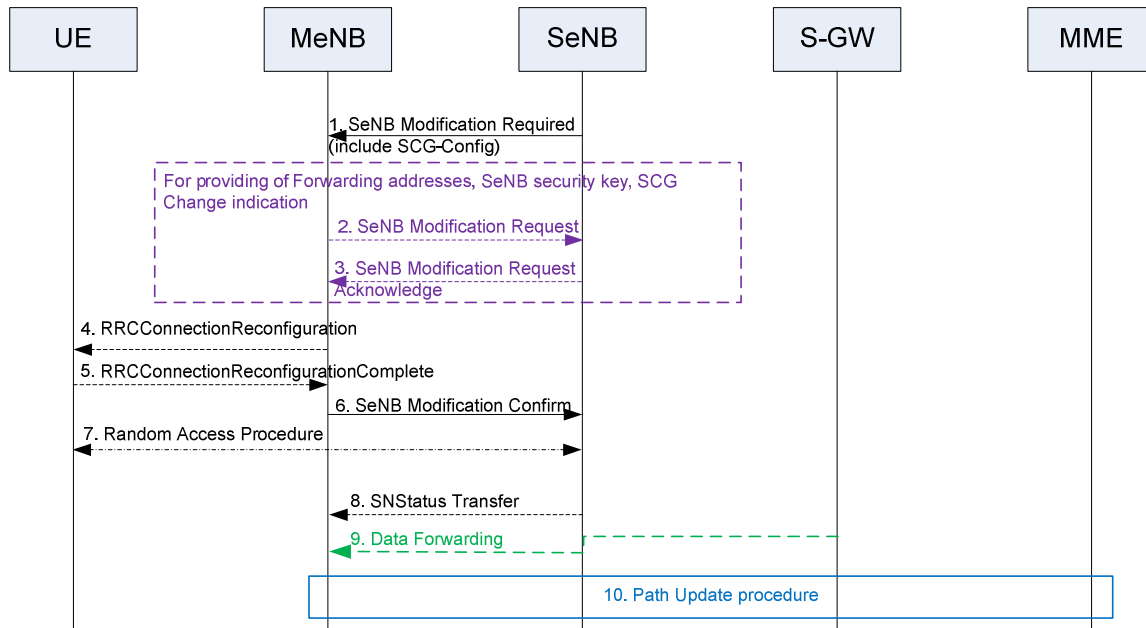 UE
MeNB
SeNB
S-GW
MME
1. SeNB Modification Required
(include SCG-Config)
For providing of Forwarding addresses, SeNB security key, SCG
Change indication
2. SeNB Modification Request
3. SeNB Modification Request
Acknowledge
4. RRCConnectionReconfiguration
5. RRCConnectionReconfigurationComplete
6. SeNB Modification Confirm
7. Random Access Procedure
8. SNStatus Transfer
9. Data Forwarding
10. Path Update procedure